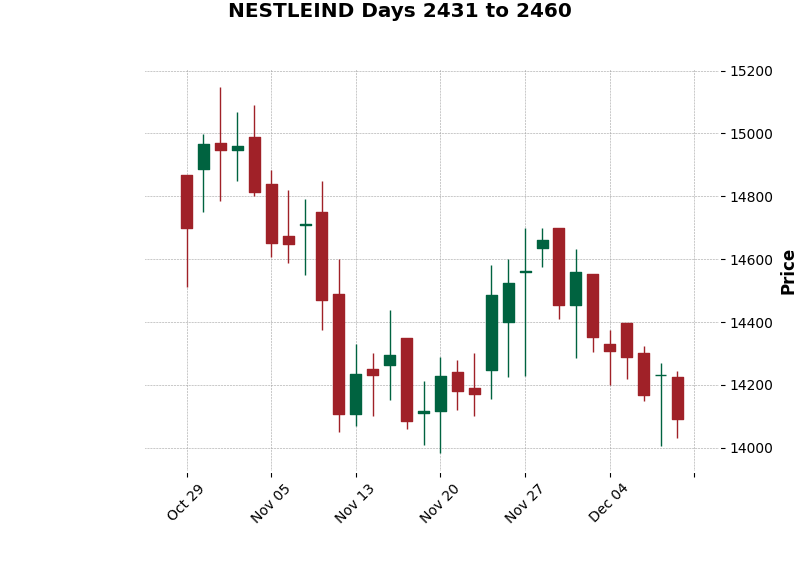 NESTLEIND Days 2431 to 2460
15200
15000
14800
14600
14400
14200
14000
Price
Oct 29
Nov 05
Nov 13
Nov 20
Nov 27
Dec 04